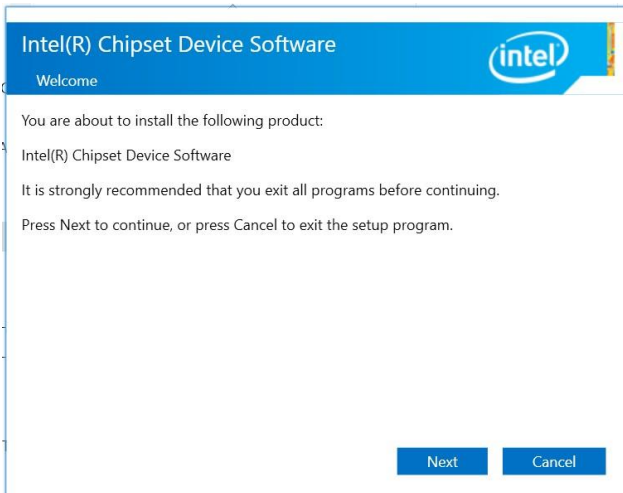 Intel(R) Chipset Device Software
intel
Welcome
You are about to install the following product:
Intel(R) Chipset Device Software
It is strongly recommended that you exit all programs before continuing.
Press Next to continue, or press Cancel to exit the setup program.
Next Cancel